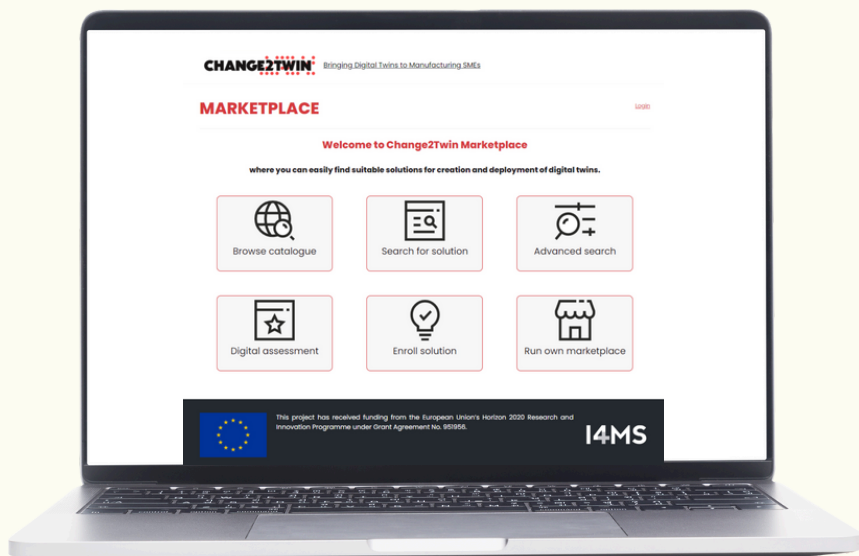 CHANGE2TWIN Bringing Digital Twins to Manufacturing SMEs
MARKETPLACE
Login
Welcome to Change2Twin Marketplace
where you can easily find suitable solutions for creation and deployment of digital twins.
Browse catalogue
Search for solution
Advanced search
Digital assessment
Enroll solution
Run own marketplace
This project has received funding from the European Union's Horizon 2020 Research and
Innovation Programme under Grant Agreement No. 951956.
I4MS